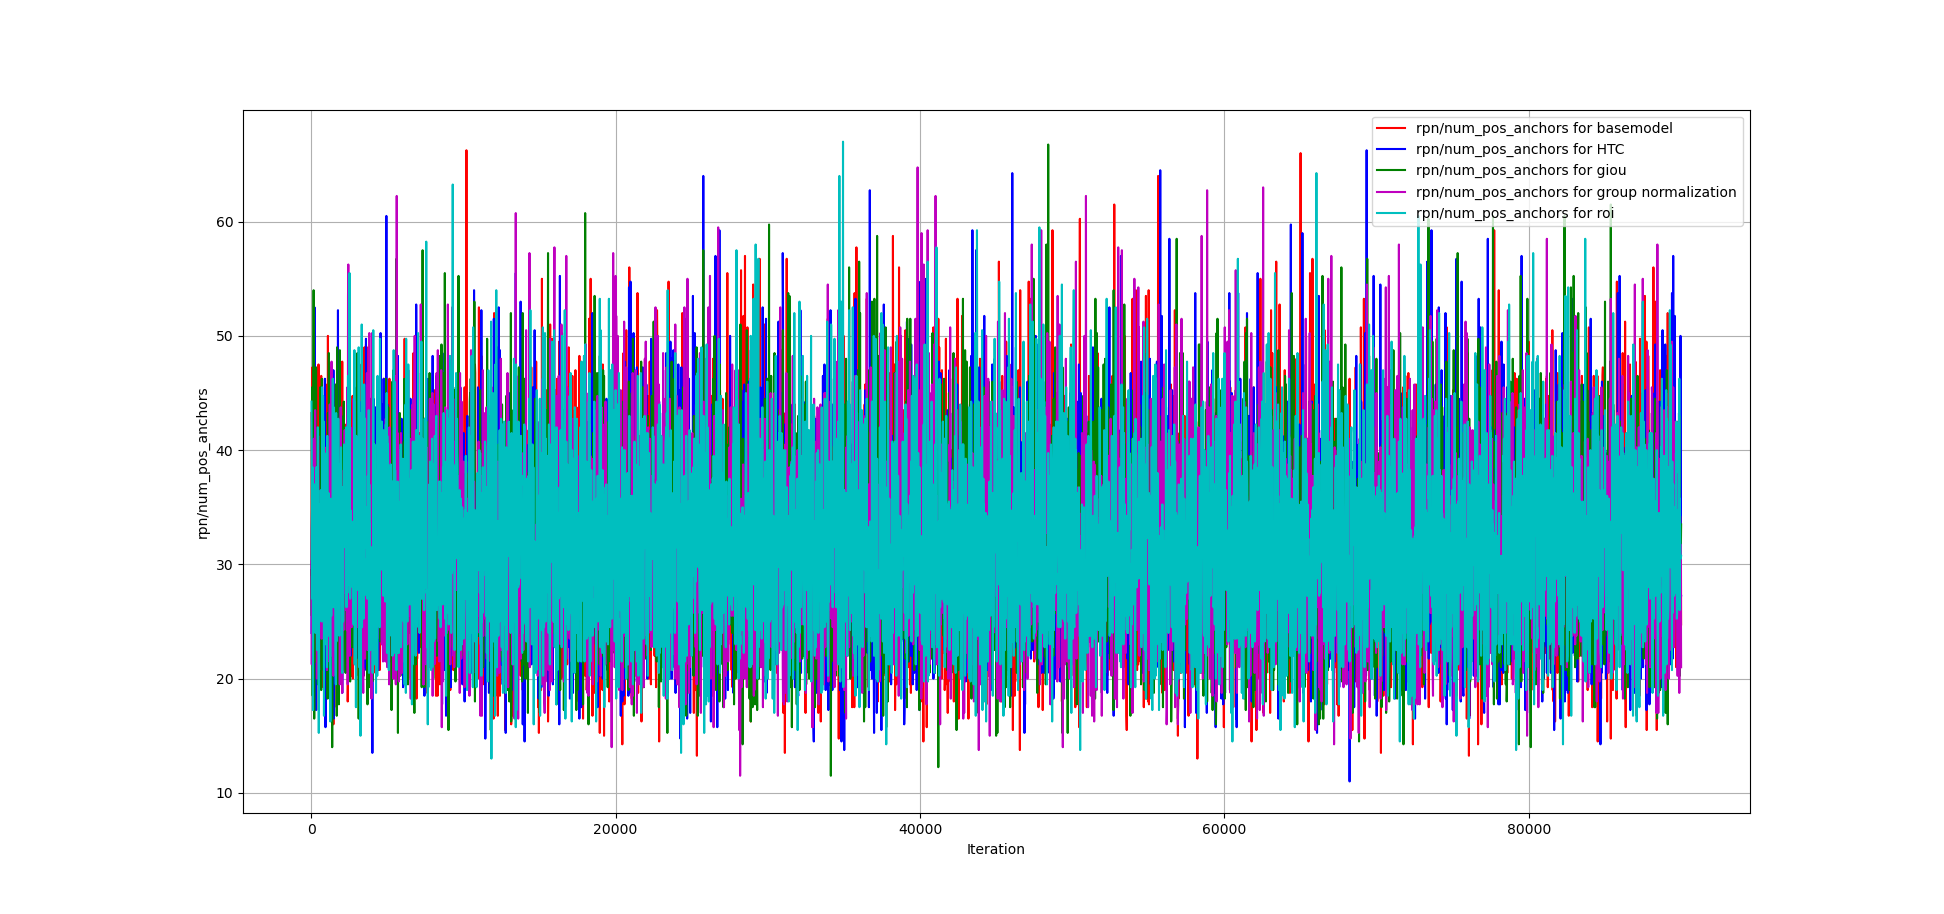 rpn/num_pos_anchors for basemodel
rpn/num_pos_anchors for HTC
rpn/num_pos_anchors for giou
rpn/num_pos_anchors for group normalization
rpn/num_pos_anchors for roi
rpn/num_pos_anchors
60
50
40
30
20
10
0 20000 40000 60000 80000
Iteration